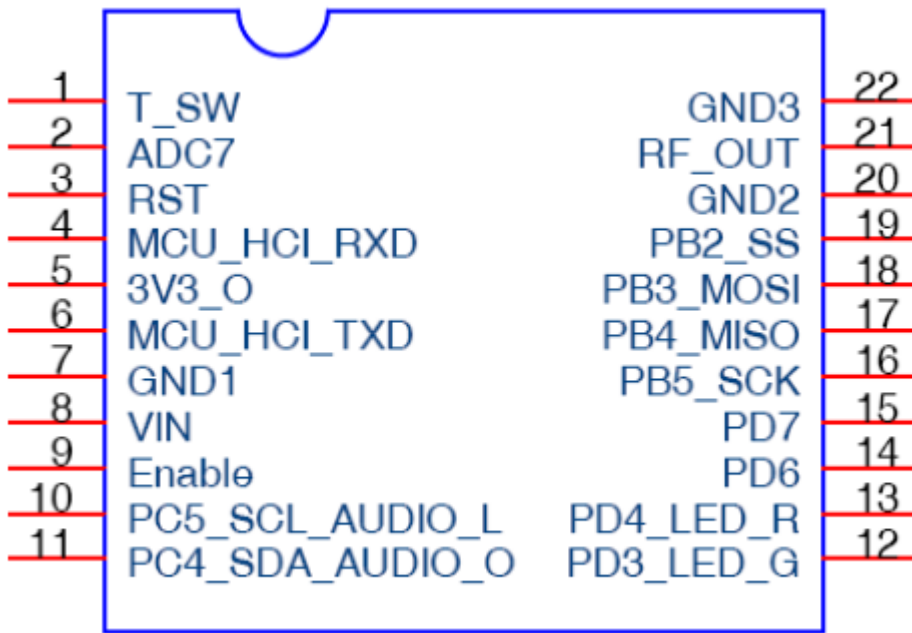 1 T_SW GND3 22
2 ADC7 RF_OUT 21
3 RST GND2 20
4 MCU_HCI_RXD PB2_SS 19
5 3V3_O PB3_MOSI 18
6 MCU_HCI_TXD PB4_MISO 17
7 GND1 PB5_SCK 16
8 VIN PD7 15
9 Enable PD6 14
10 PC5_SCL_AUDIO_L PD4_LED_R 13
11 PC4_SDA_AUDIO_O PD3_LED_G 12